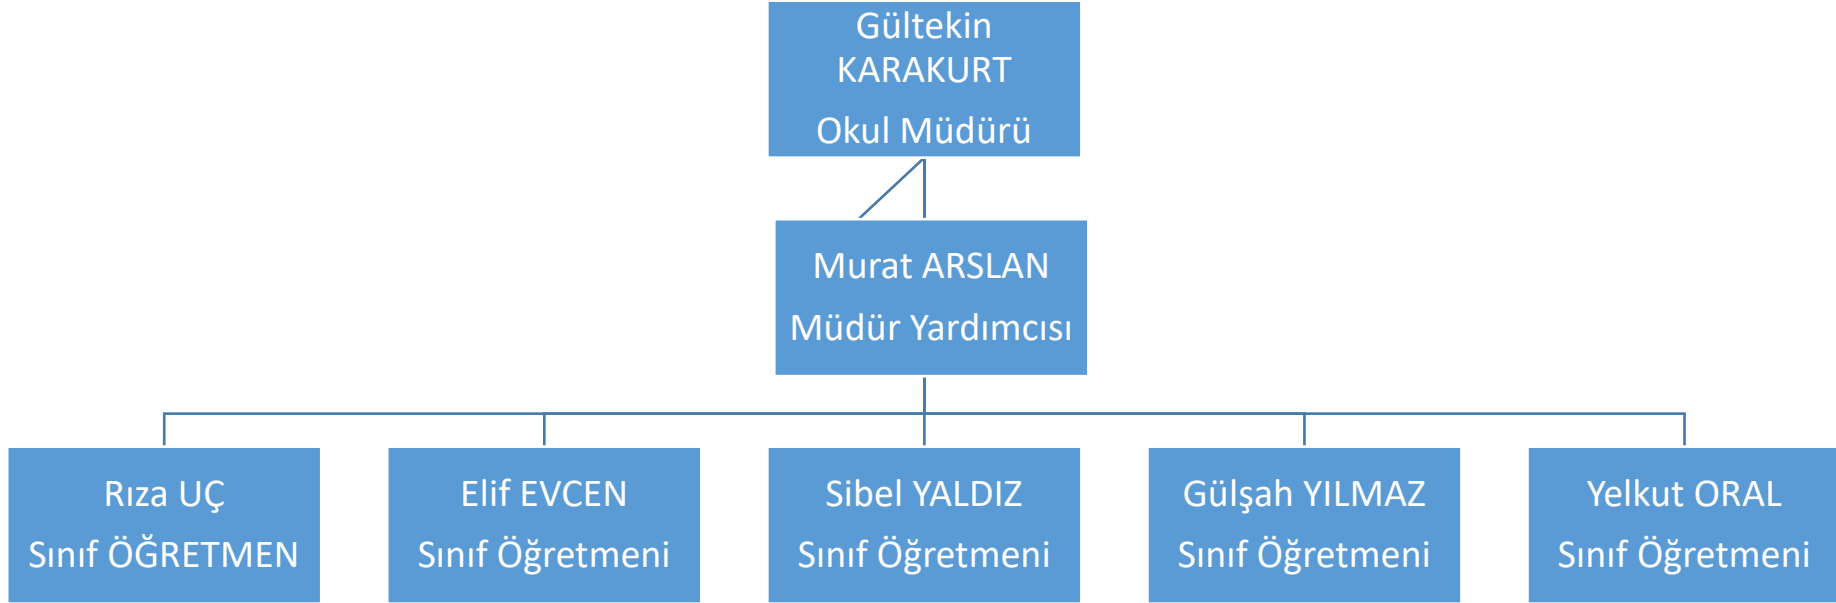 Gültekin
KARAKURT
Okul Müdürü
Murat ARSLAN
Müdür Yardımcısı
Rıza UÇ
Sınıf ÖĞRETMEN
Elif EVCEN
Sınıf Öğretmeni
Sibel YALDIZ
Sınıf Öğretmeni
Gülşah YILMAZ
Sınıf Öğretmeni
Yelkut ORAL
Sınıf Öğretmeni